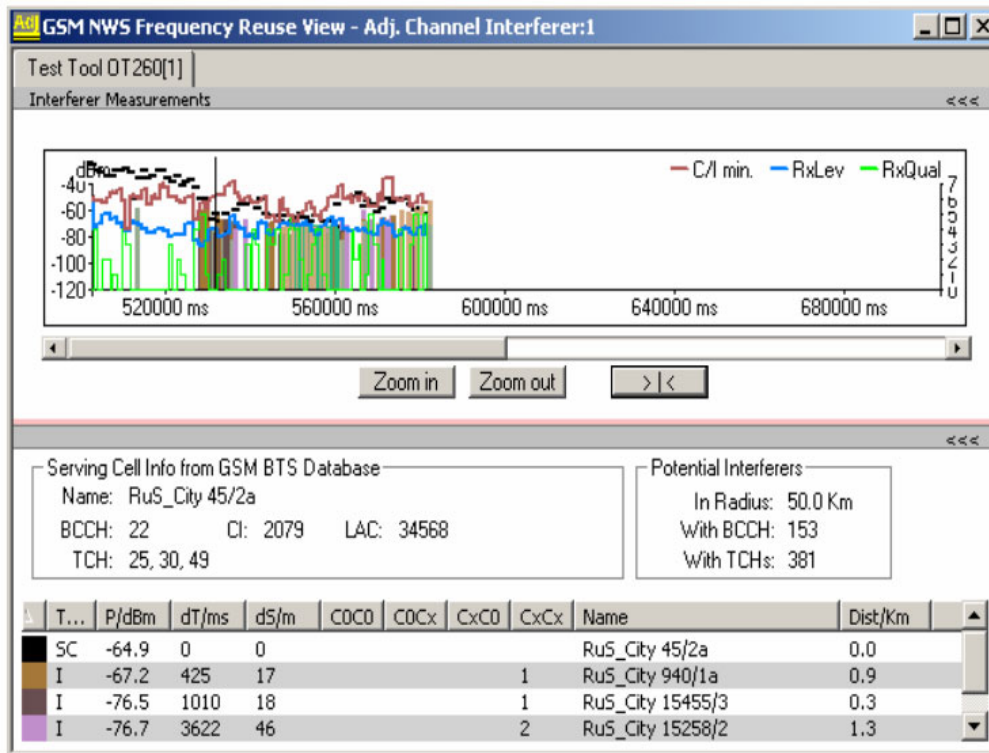 Adj GSM NWS Frequency Reuse View - Adj. Channel Interferer:1
Test Tool OT260[1]
Interferer Measurements <<<
dBm C/I min. RxLev RxQual
-40 7
-60 6
-80 5
-100 4
-120 3
2
1
0
520000 ms 560000 ms 600000 ms 640000 ms 680000 ms
Zoom in Zoom out >|<
<<<
Serving Cell Info from GSM BTS Database Potential Interferers
Name: RuS_City 45/2a In Radius: 50.0 Km
BCCH: 22 CI: 2079 LAC: 34568 With BCCH: 153
TCH: 25, 30, 49 With TCHs: 381
T... P/dBm dT/ms dS/m C0C0 C0Cx CxC0 CxCx Name Dist/Km
SC -64.9 0 0 RuS_City 45/2a 0.0
I -67.2 425 17 1 RuS_City 940/1a 0.9
I -76.5 1010 18 1 RuS_City 15455/3 0.3
I -76.7 3622 46 2 RuS_City 15258/2 1.3